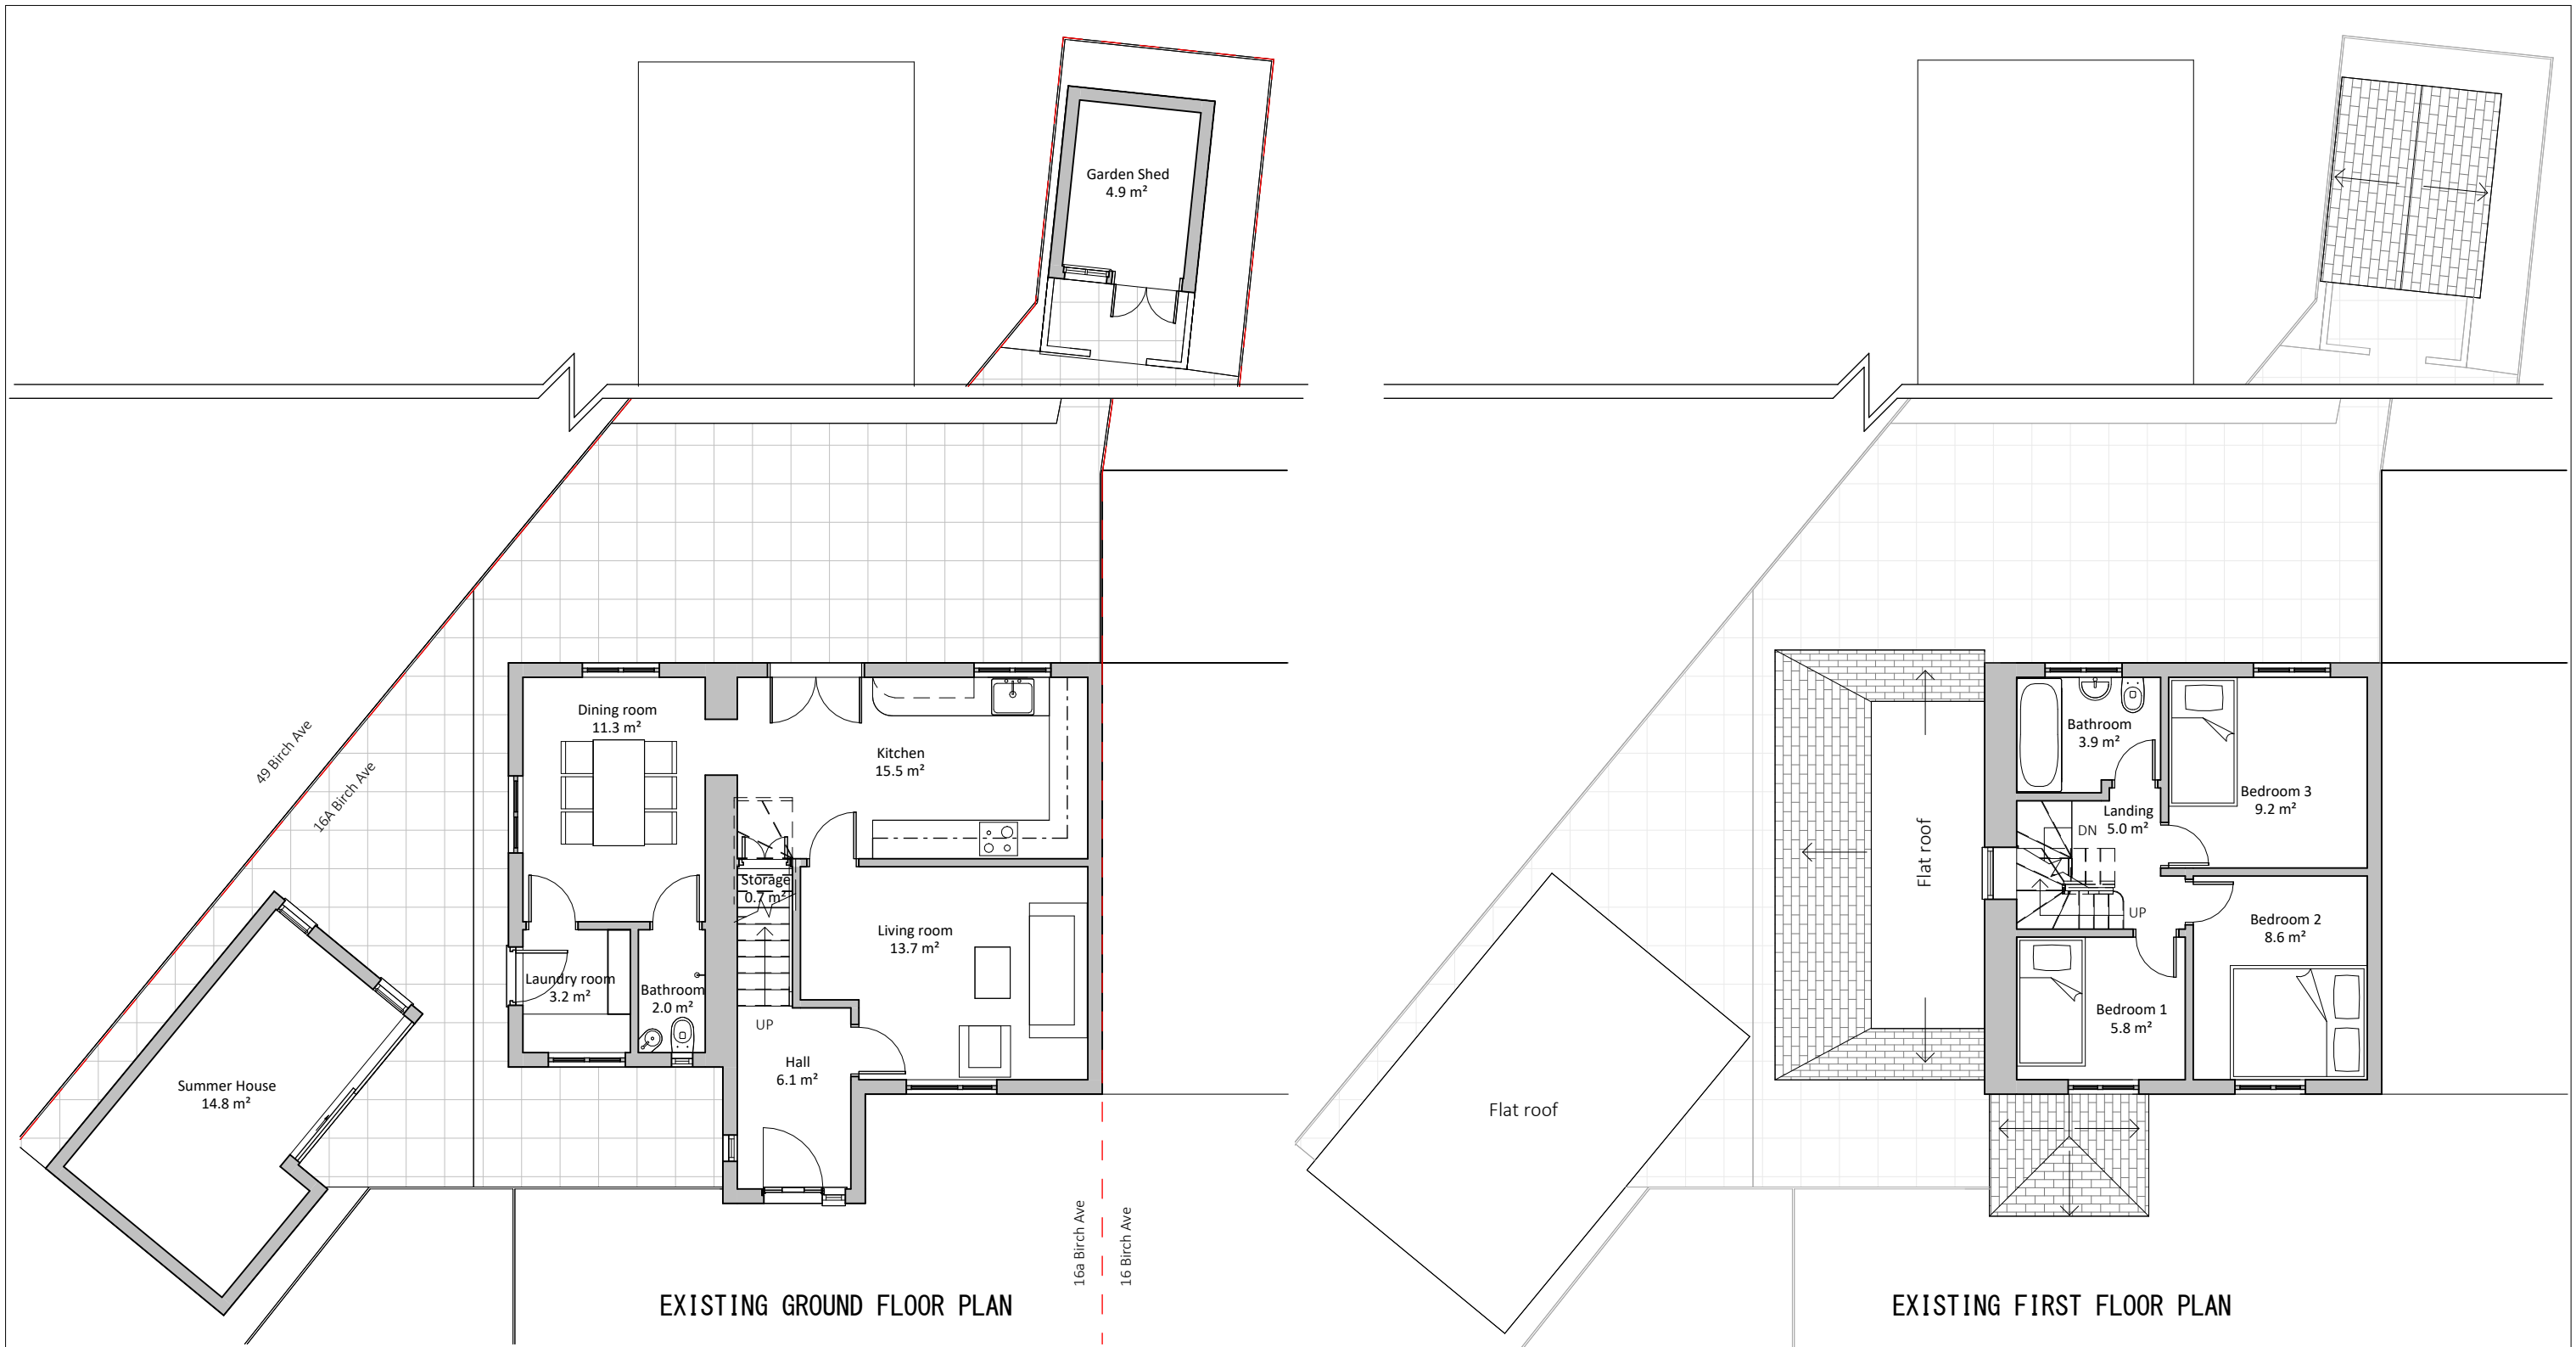 Garden Shed
4.9 m²
49 Birch Ave
16A Birch Ave
Dining room
11.3 m²
Kitchen
15.5 m²
Storage
0.7 m²
Living room
13.7 m²
Laundry room
3.2 m²
Bathroom
2.0 m²
UP
Hall
6.1 m²
Summer House
14.8 m²
16a Birch Ave
16 Birch Ave
EXISTING GROUND FLOOR PLAN
Bathroom
3.9 m²
Bedroom 3
9.2 m²
Landing
5.0 m²
DN
UP
Flat roof
Bedroom 2
8.6 m²
Bedroom 1
5.8 m²
Flat roof
EXISTING FIRST FLOOR PLAN